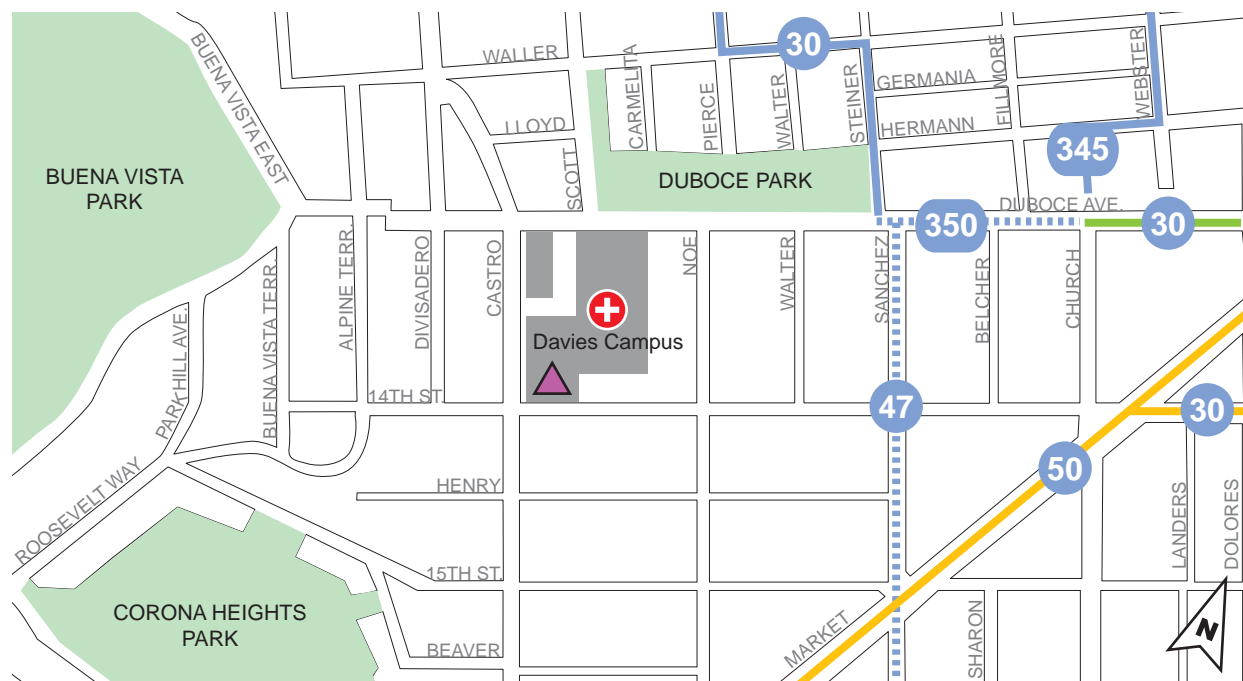 WALLER
30
BUENA VISTA EAST
CARMELITA
PIERCE
WALTER
STEINER
GERMANIA
FILLMORE
WEBSTER
LLOYD
HERMANN
345
SCOTT
BUENA VISTA
PARK
DUBOCE PARK
DUBOCE AVE.
350
30
BUENA VISTA TERR.
ALPINE TERR.
DIVISADERO
CASTRO
NOE
WALTER
SANCHEZ
BELCHER
CHURCH
Davies Campus
PARK HILL AVE.
14TH ST.
47
30
50
ROOSEVELT WAY
HENRY
LANDERS
DOLORES
15TH ST.
CORONA HEIGHTS
PARK
BEAVER
MARKET
SHARON
N